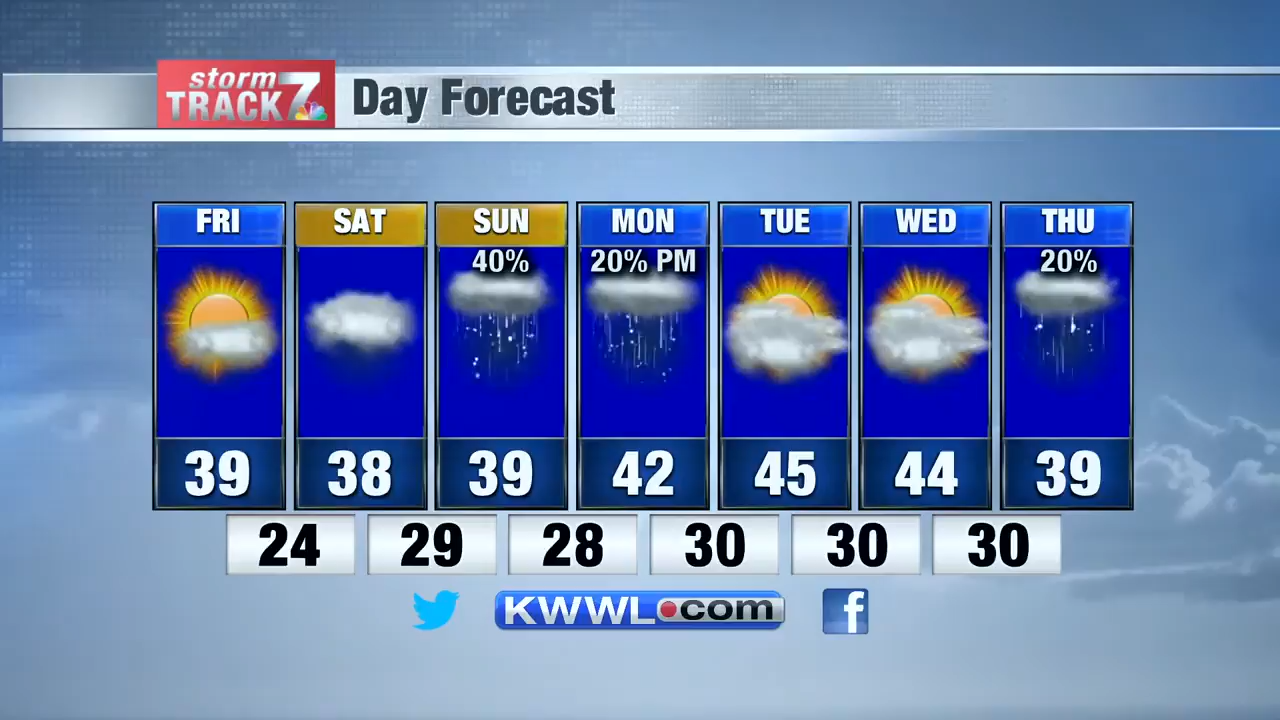 storm
TRACK 7 Day Forecast
FRI SAT SUN MON TUE WED THU
40% 20% PM 20%
39 38 39 42 45 44 39
24 29 28 30 30 30
KWWL.com f